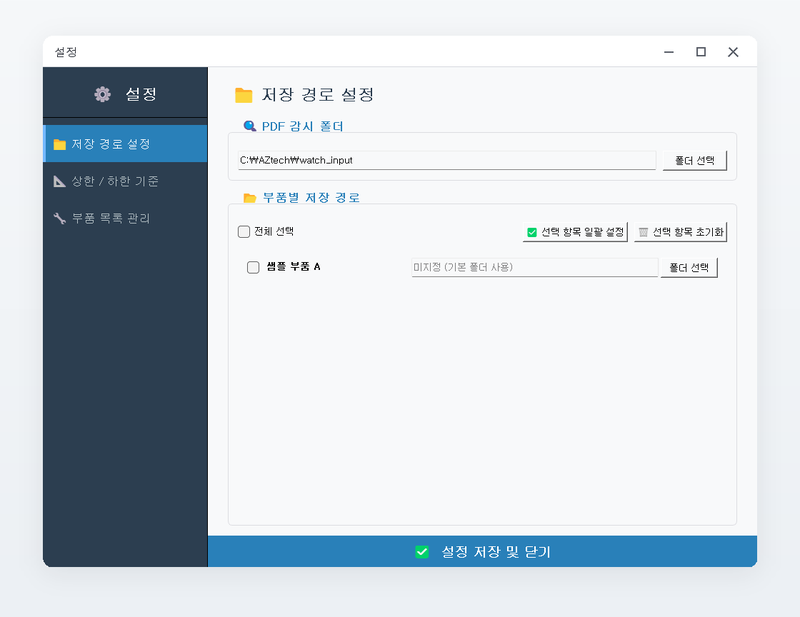 설정
설정
저장 경로 설정
상한 / 하한 기준
부품 목록 관리
저장 경로 설정
PDF 감시 폴더
C:₩AZtech₩watch_input
폴더 선택
부품별 저장 경로
전체 선택
선택 항목 일괄 설정
선택 항목 초기화
샘플 부품 A
미지정 (기본 폴더 사용)
폴더 선택
설정 저장 및 닫기